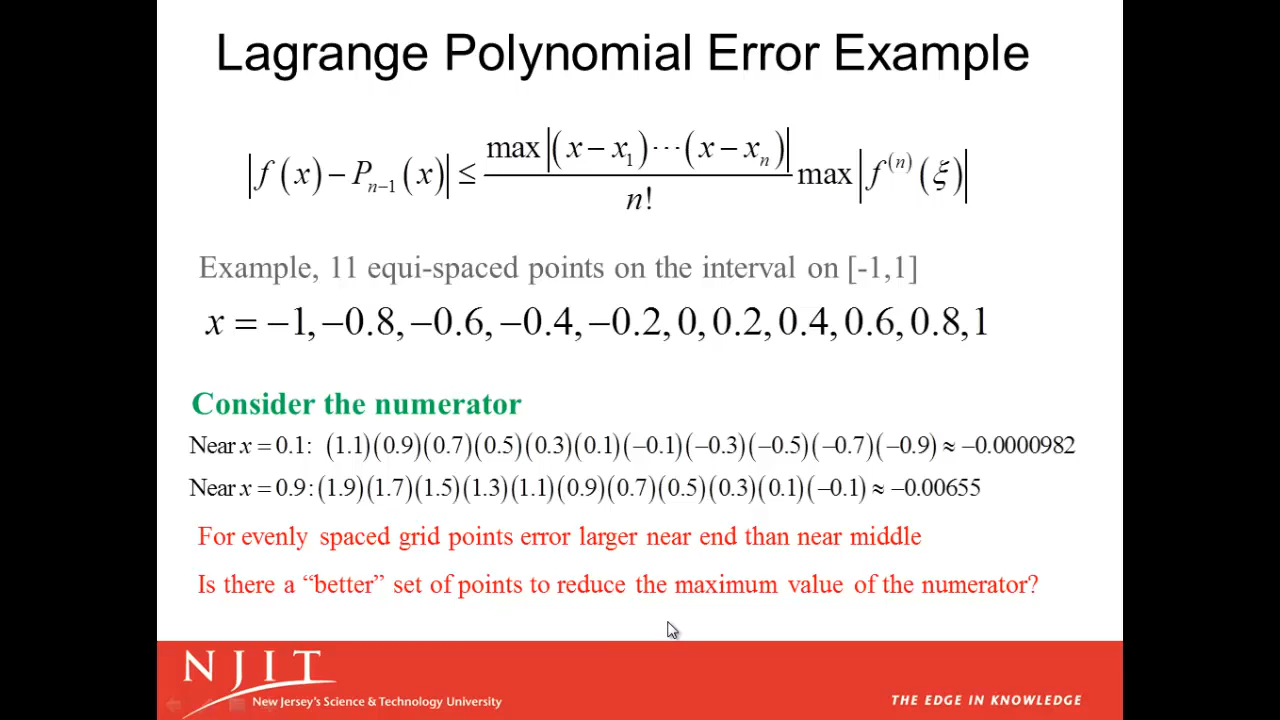 Lagrange Polynomial Error Example
|f(x) − Pₙ₋₁(x)| ≤ max|(x − x₁)⋯(x − xₙ)| / n! max|f⁽ⁿ⁾(ξ)|
Example, 11 equi-spaced points on the interval on [-1,1]
x = −1, −0.8, −0.6, −0.4, −0.2, 0, 0.2, 0.4, 0.6, 0.8, 1
Consider the numerator
Near x = 0.1: (1.1)(0.9)(0.7)(0.5)(0.3)(0.1)(−0.1)(−0.3)(−0.5)(−0.7)(−0.9) ≈ −0.0000982
Near x = 0.9: (1.9)(1.7)(1.5)(1.3)(1.1)(0.9)(0.7)(0.5)(0.3)(0.1)(−0.1) ≈ −0.00655
For evenly spaced grid points error larger near end than near middle
Is there a “better” set of points to reduce the maximum value of the numerator?
NJIT
New Jersey's Science & Technology University
THE EDGE IN KNOWLEDGE